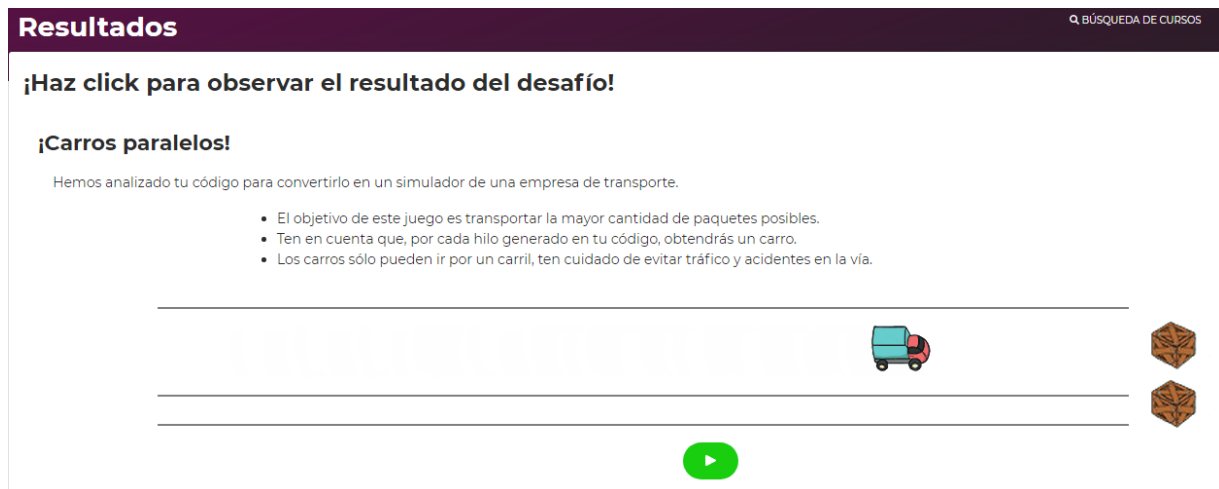 Resultados
BÚSQUEDA DE CURSOS
¡Haz click para observar el resultado del desafío!
¡Carros paralelos!
Hemos analizado tu código para convertirlo en un simulador de una empresa de transporte.
• El objetivo de este juego es transportar la mayor cantidad de paquetes posibles.
• Ten en cuenta que, por cada hilo generado en tu código, obtendrás un carro.
• Los carros sólo pueden ir por un carril, ten cuidado de evitar tráfico y acidentes en la vía.